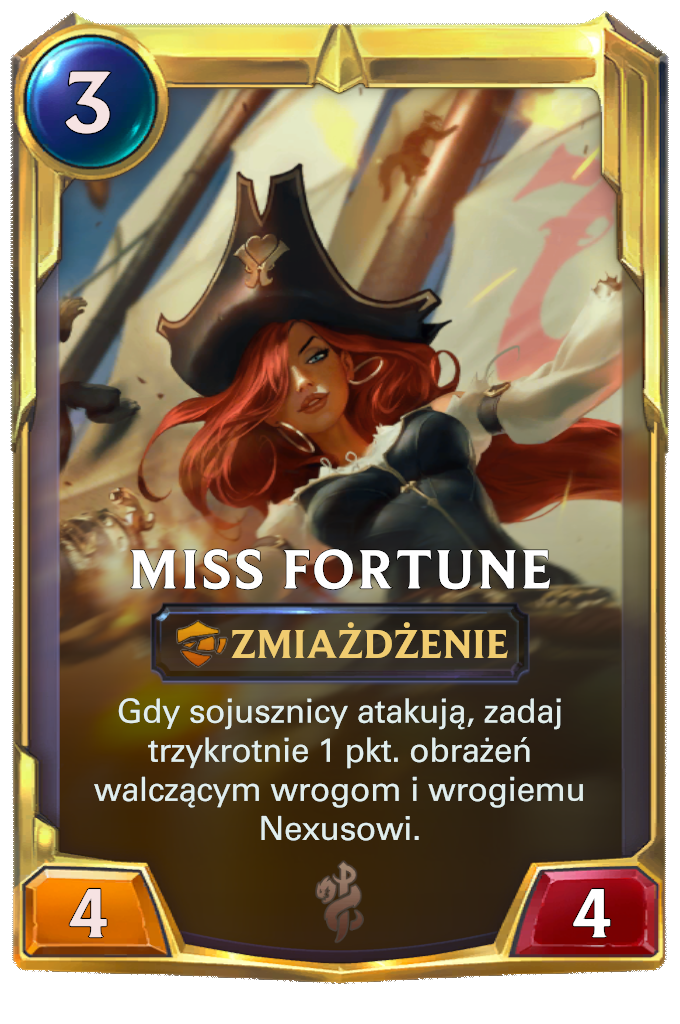 3
MISS FORTUNE
ZMIAŻDŻENIE
Gdy sojusznicy atakują, zadaj
trzykrotnie 1 pkt. obrażeń
walczącym wrogom i wrogiemu
Nexusowi.
4 4